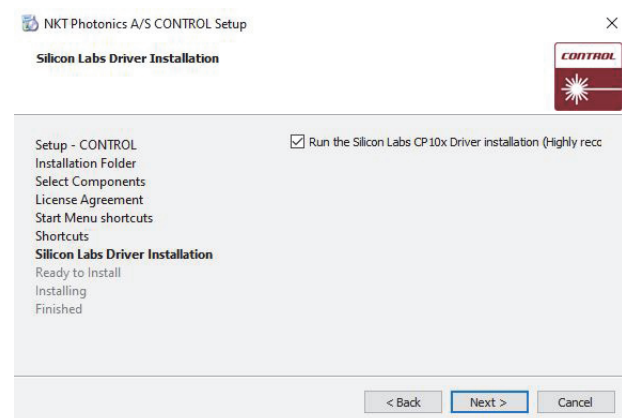 NKT Photonics A/S CONTROL Setup
Silicon Labs Driver Installation
CONTROL
Setup - CONTROL
Installation Folder
Select Components
License Agreement
Start Menu shortcuts
Shortcuts
Silicon Labs Driver Installation
Ready to Install
Installing
Finished
Run the Silicon Labs CP10x Driver installation (Highly recc
< Back
Next >
Cancel